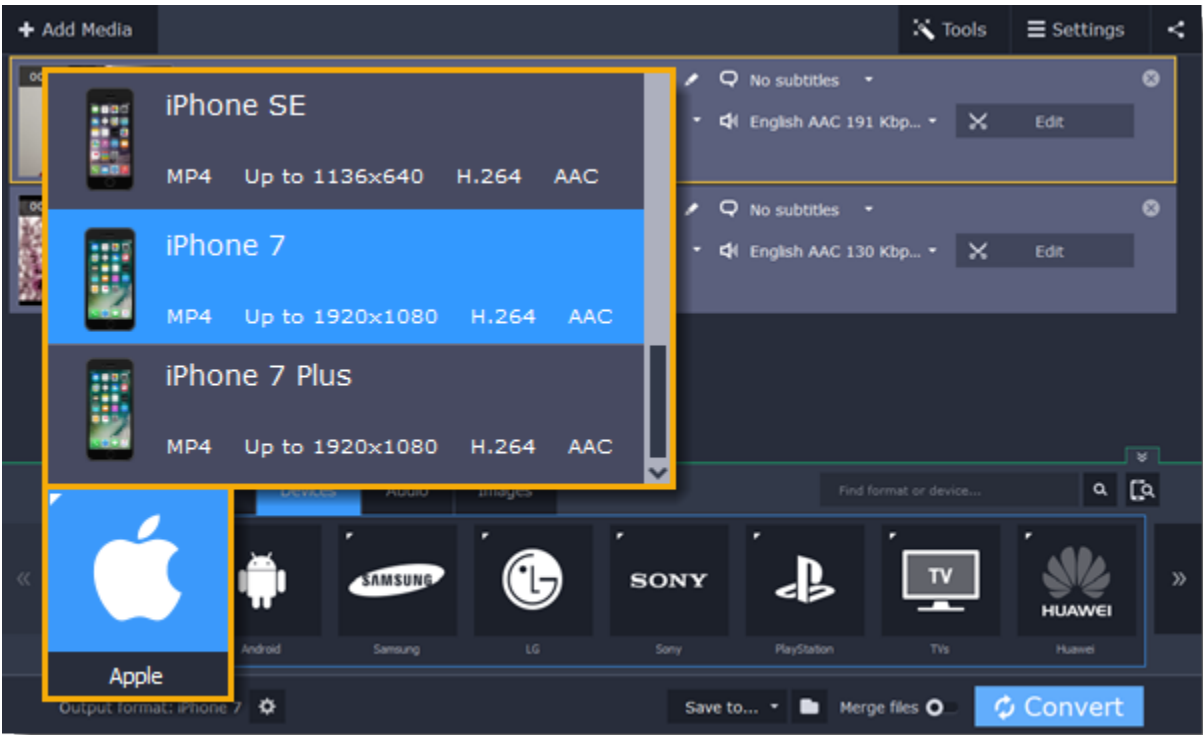 Add Media
Tools
Settings
No subtitles
English AAC 191 Kbp...
Edit
No subtitles
English AAC 130 Kbp...
Edit
iPhone SE
MP4 Up to 1136x640 H.264 AAC
iPhone 7
MP4 Up to 1920x1080 H.264 AAC
iPhone 7 Plus
MP4 Up to 1920x1080 H.264 AAC
Devices Audio Images
Find format or device...
SAMSUNG
LG
SONY
TV
HUAWEI
Apple
Android
Samsung
LG
Sony
PlayStation
TVs
Huawei
Output format: iPhone 7
Save to...
Merge files
Convert